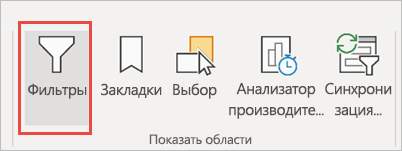 Фильтры Закладки Выбор Анализатор Синхрони
производите... зация...
Показать области